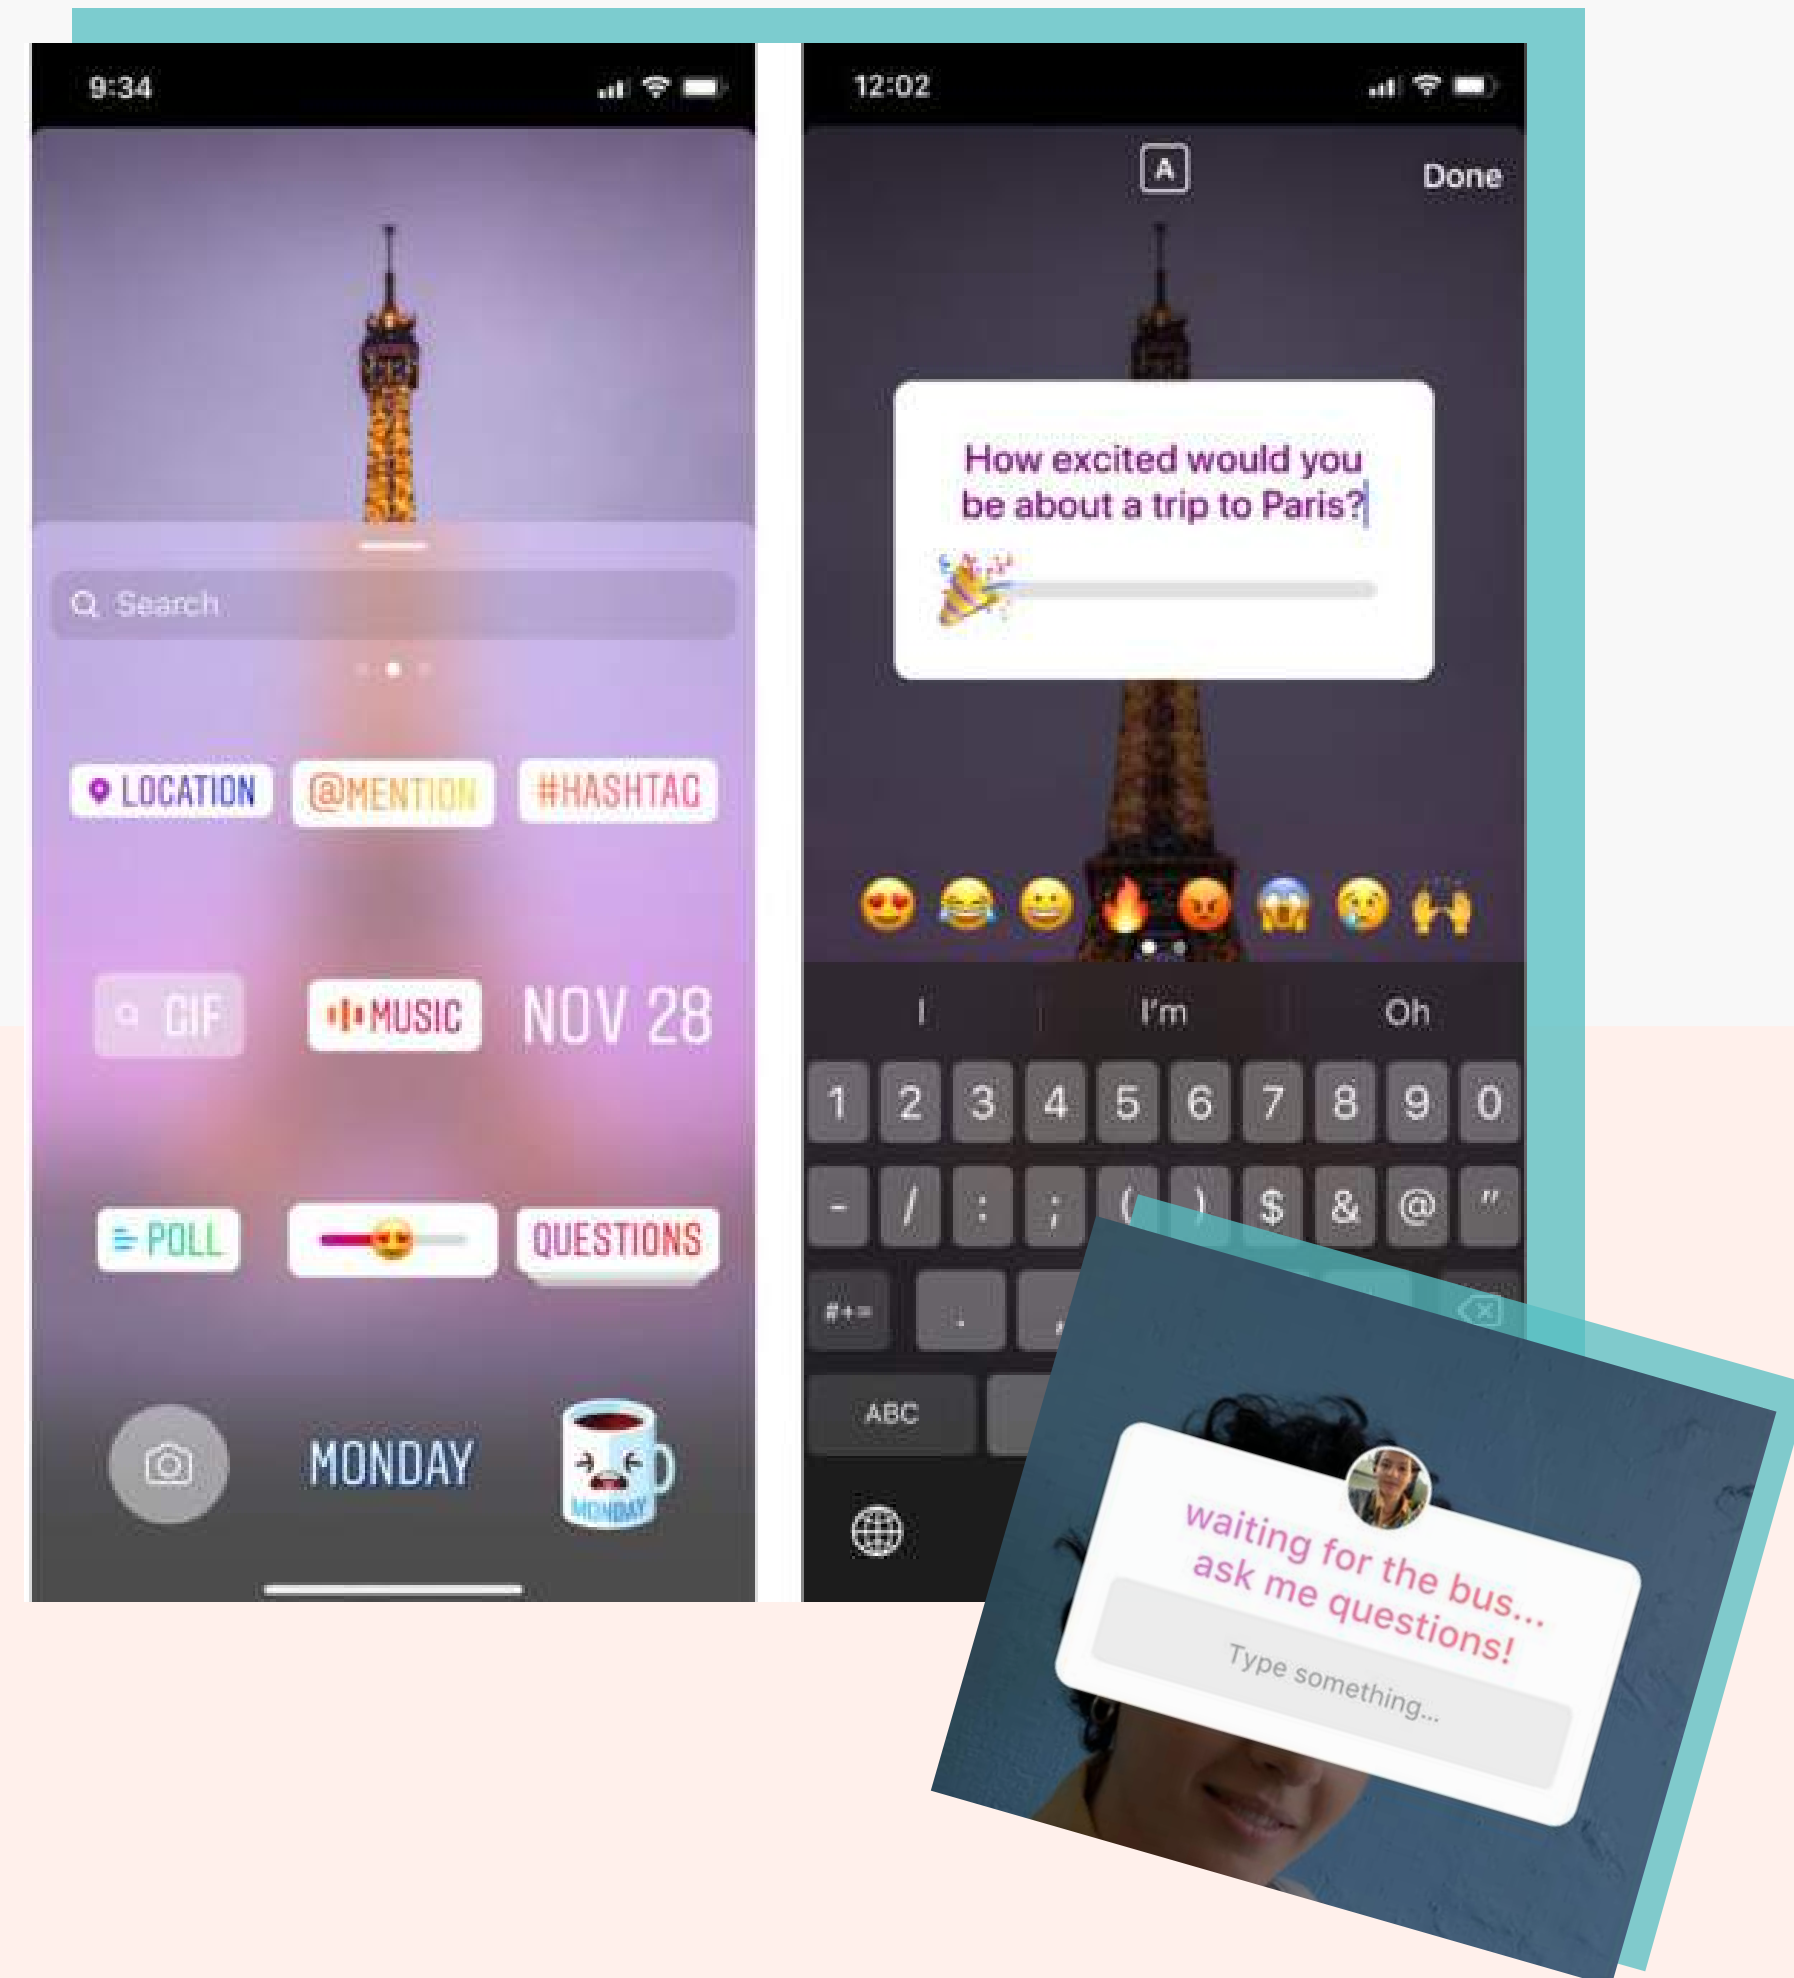 9:34
Search
LOCATION
@MENTION
#HASHTAG
GIF
MUSIC
NOV 28
POLL
QUESTIONS
MONDAY
MONDAY
12:02
A
Done
How excited would you
be about a trip to Paris?
I
I'm
Oh
1 2 3 4 5 6 7 8 9 0
- / : ; ( ) $ & @ "
#+= . ,
ABC
waiting for the bus...
ask me questions!
Type something...